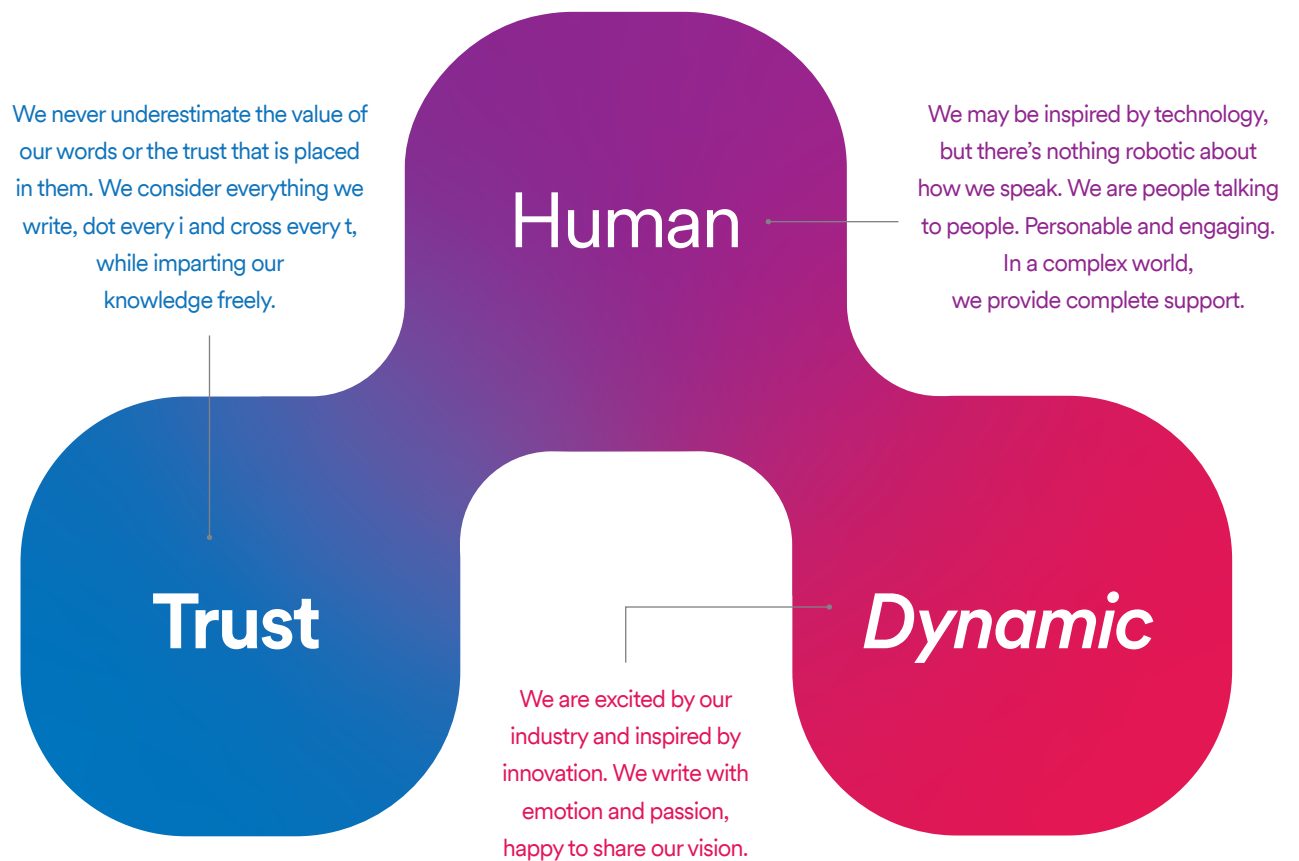 We never underestimate the value of
our words or the trust that is placed
in them. We consider everything we
write, dot every i and cross every t,
while imparting our
knowledge freely.
Human
We may be inspired by technology,
but there’s nothing robotic about
how we speak. We are people talking
to people. Personable and engaging.
In a complex world,
we provide complete support.
Trust
Dynamic
We are excited by our
industry and inspired by
innovation. We write with
emotion and passion,
happy to share our vision.